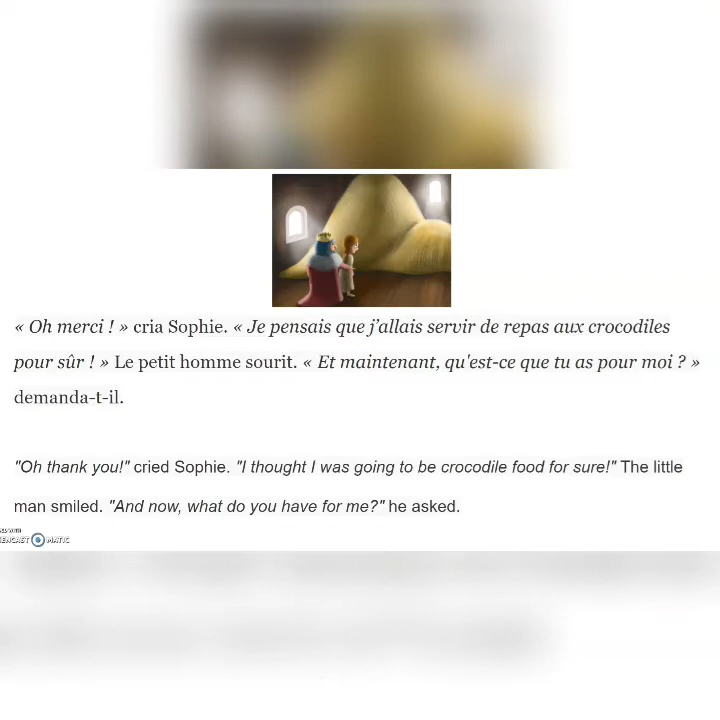 « Oh merci ! » cria Sophie. « Je pensais que j’allais servir de repas aux crocodiles
pour sûr ! » Le petit homme sourit. « Et maintenant, qu'est-ce que tu as pour moi ? »
demanda-t-il.
"Oh thank you!" cried Sophie. "I thought I was going to be crocodile food for sure!" The little
man smiled. "And now, what do you have for me?" he asked.
MATIC